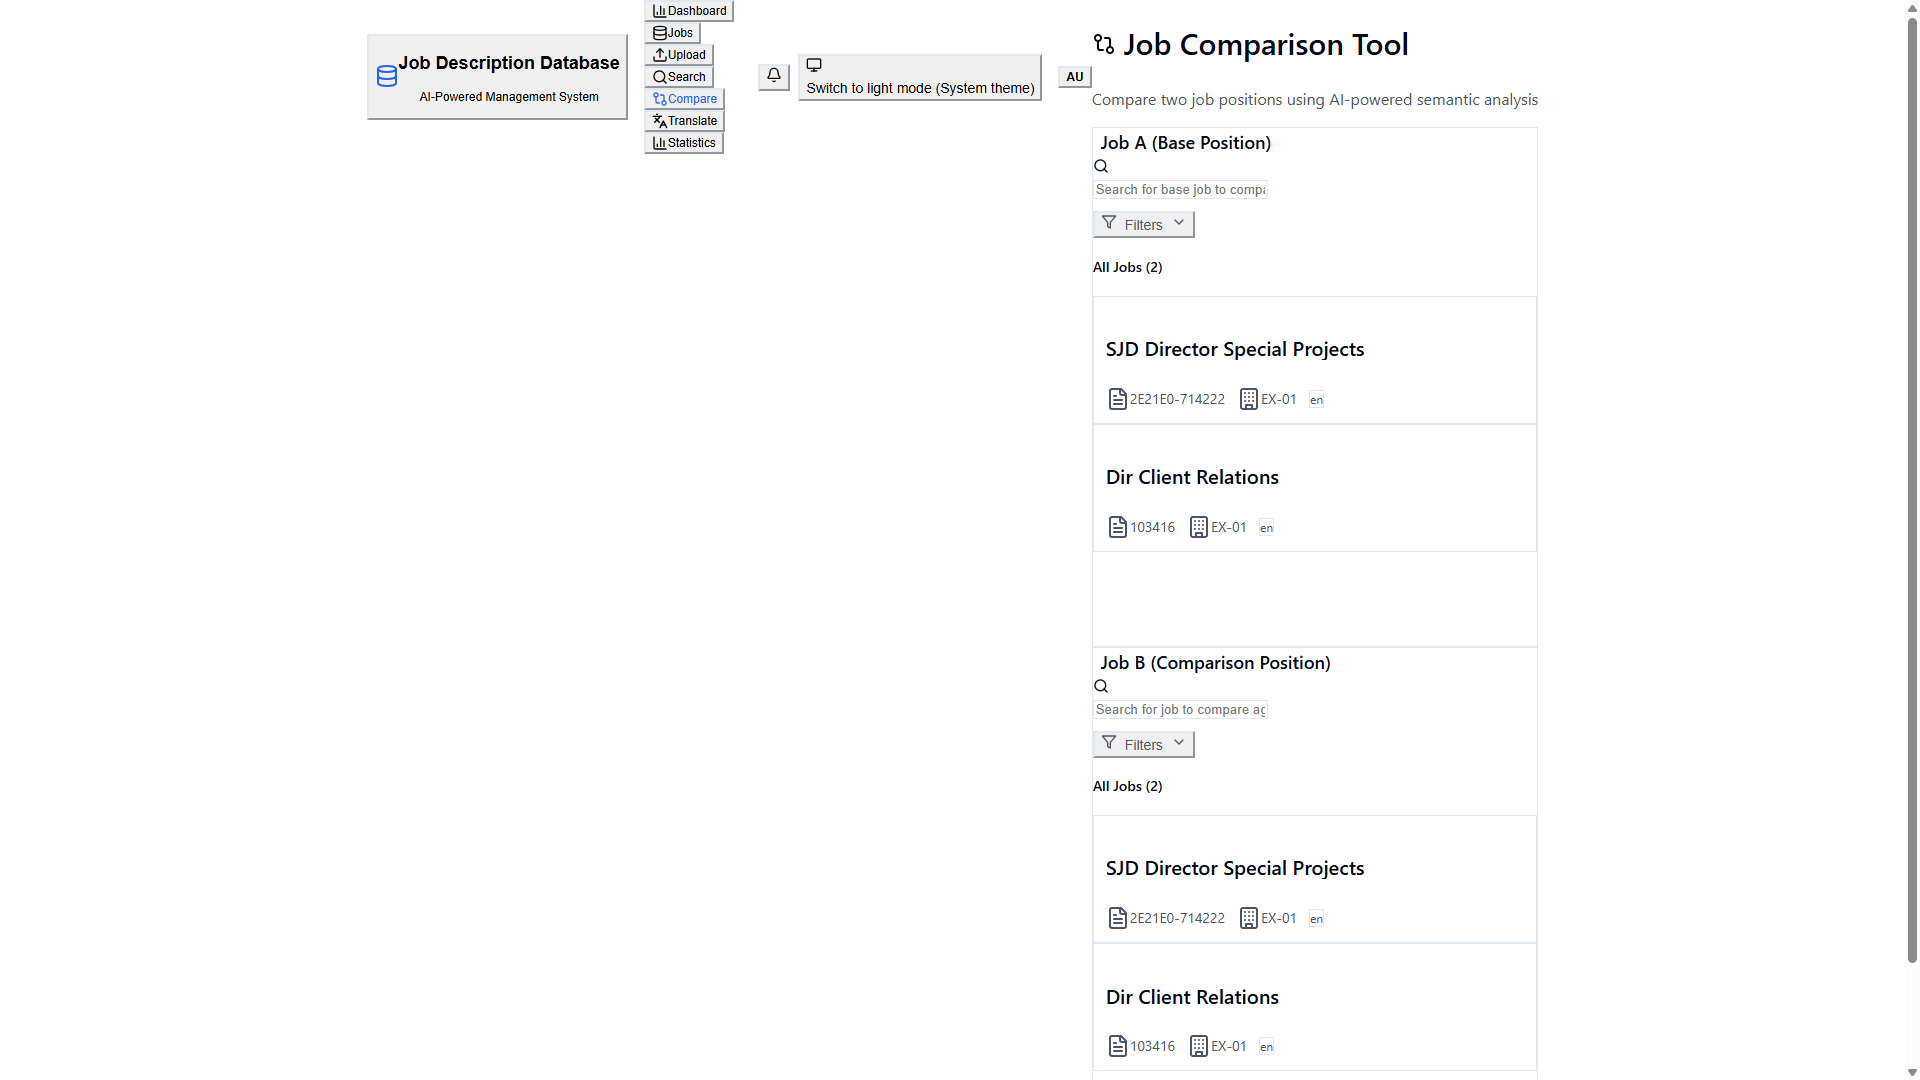 Job Description Database
AI-Powered Management System
Dashboard
Jobs
Upload
Search
Compare
Translate
Statistics
Switch to light mode (System theme)
AU
Job Comparison Tool
Compare two job positions using AI-powered semantic analysis
Job A (Base Position)
Search for base job to compa
Filters
All Jobs (2)
SJD Director Special Projects
2E21E0-714222 EX-01 en
Dir Client Relations
103416 EX-01 en
Job B (Comparison Position)
Search for job to compare ag
Filters
All Jobs (2)
SJD Director Special Projects
2E21E0-714222 EX-01 en
Dir Client Relations
103416 EX-01 en